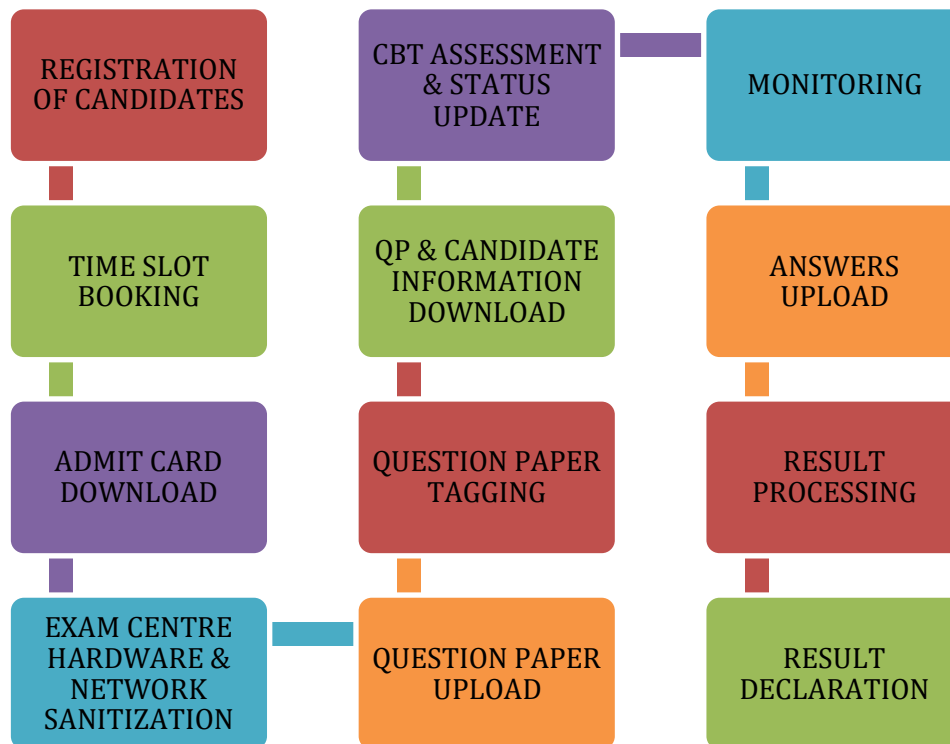 REGISTRATION
OF CANDIDATES
TIME SLOT
BOOKING
ADMIT CARD
DOWNLOAD
EXAM CENTRE
HARDWARE &
NETWORK
SANITIZATION
QUESTION PAPER
UPLOAD
QUESTION PAPER
TAGGING
QP & CANDIDATE
INFORMATION
DOWNLOAD
CBT ASSESSMENT
& STATUS
UPDATE
MONITORING
ANSWERS
UPLOAD
RESULT
PROCESSING
RESULT
DECLARATION